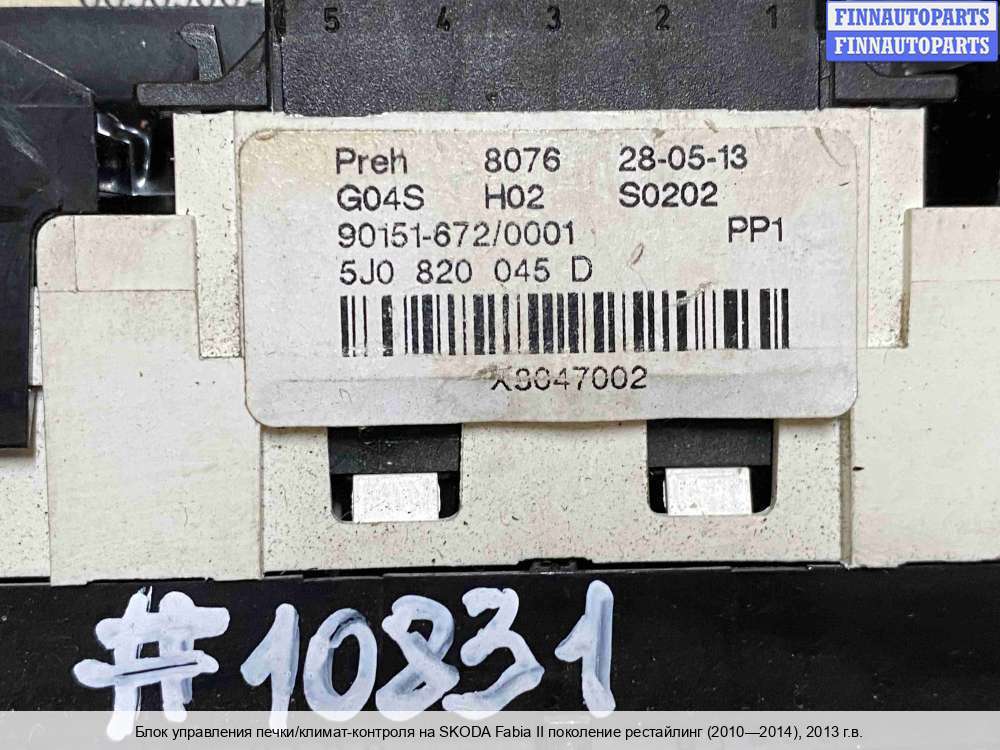 5 4 3 2 1
FINNAUTOPARTS
FINNAUTOPARTS
Preh 8076 28-05-13
G04S H02 S0202
90151-672/0001 PP1
5J0 820 045 D
X8047002
#10831
Блок управления печки/климат-контроля на SKODA Fabia II поколение рестайлинг (2010—2014), 2013 г.в.